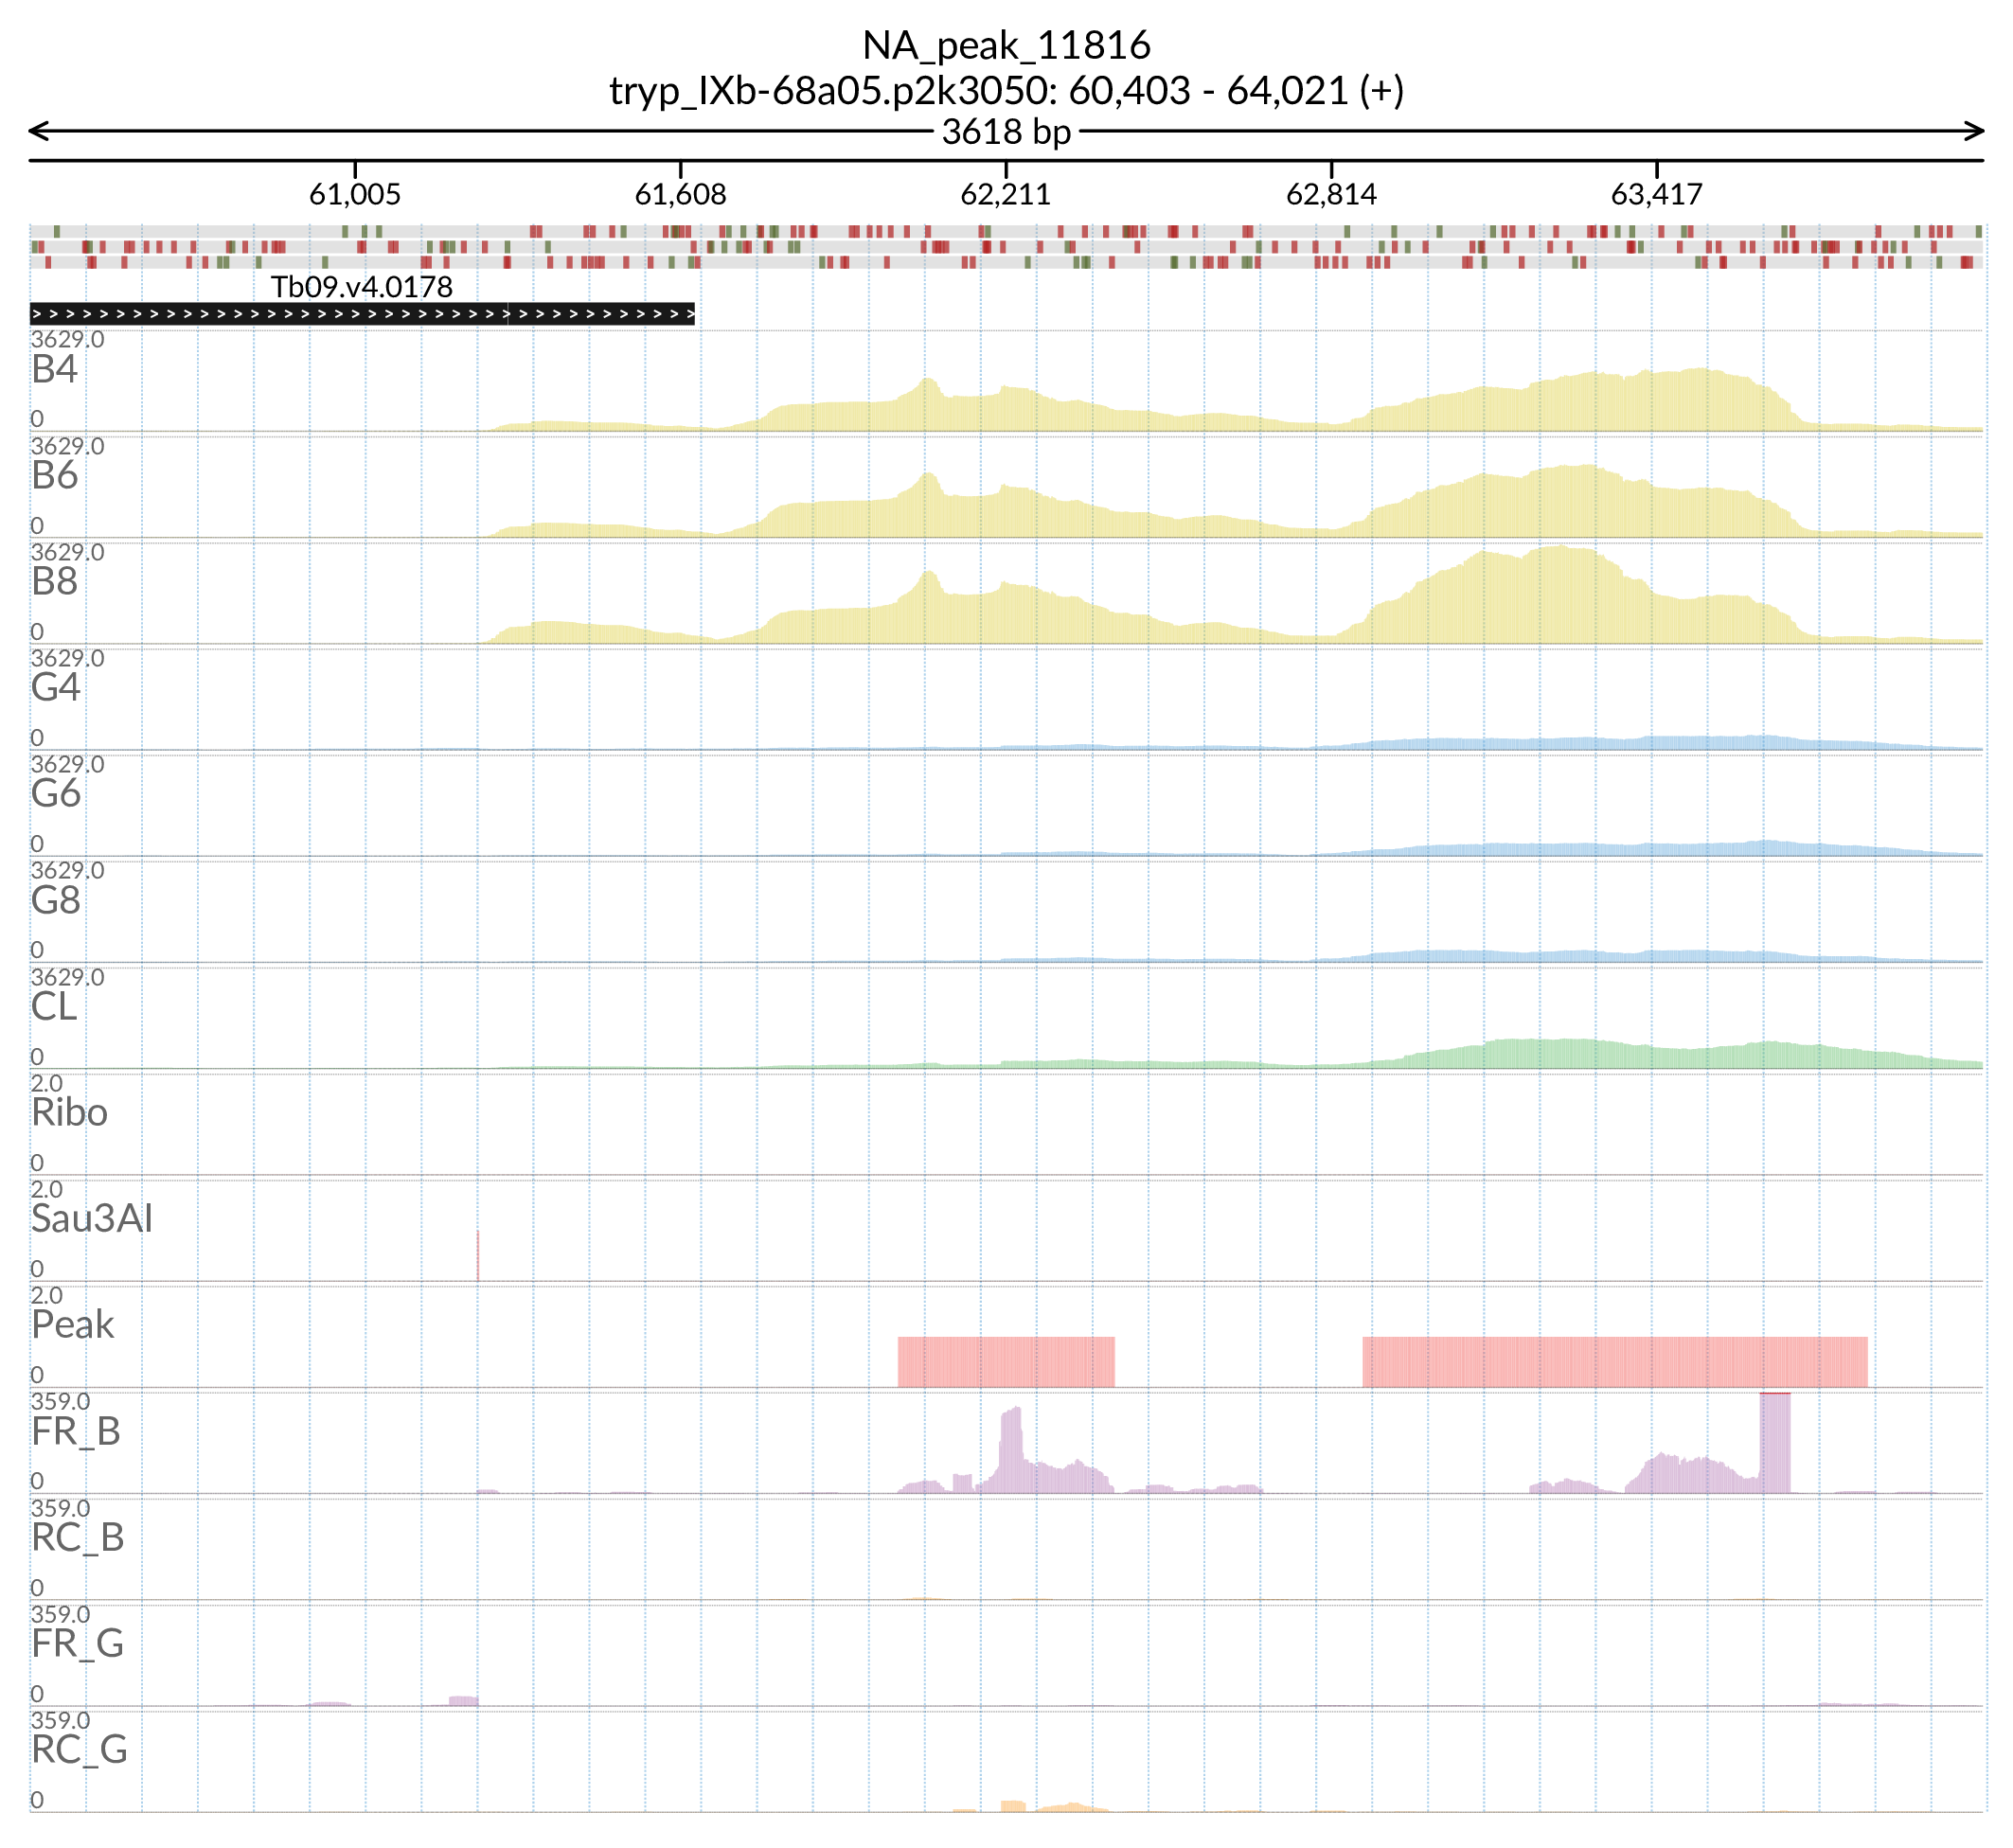 NA_peak_11816
tryp_IXb-68a05.p2k3050: 60,403 - 64,021 (+)
3618 bp
61,005 61,608 62,211 62,814 63,417
Tb09.v4.0178
3629.0
B4
0
3629.0
B6
0
3629.0
B8
0
3629.0
G4
0
3629.0
G6
0
3629.0
G8
0
3629.0
CL
0
2.0
Ribo
0
2.0
Sau3AI
0
2.0
Peak
0
359.0
FR_B
0
359.0
RC_B
0
359.0
FR_G
0
359.0
RC_G
0